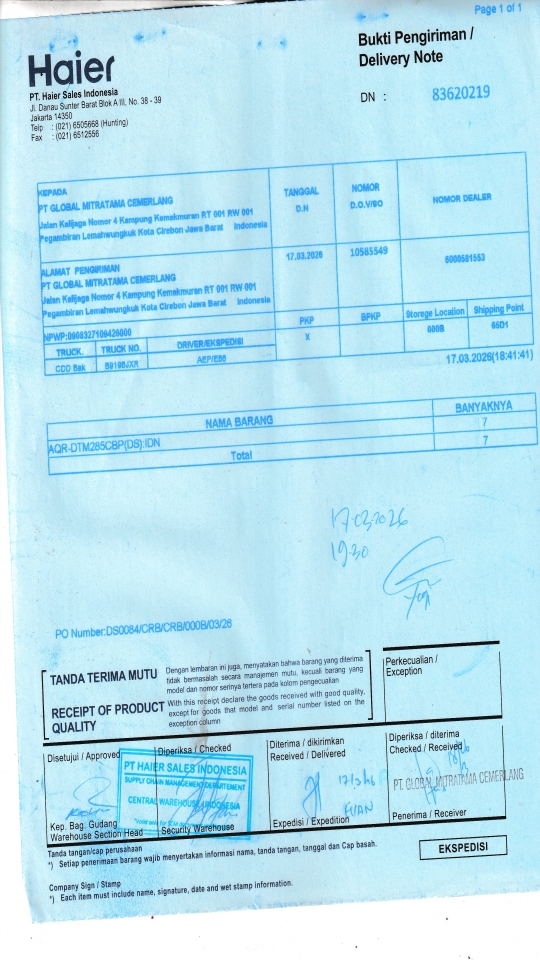 Page 1 of 1
Haier
Bukti Pengiriman /
Delivery Note
PT. Haier Sales Indonesia
Jl. Danau Sunter Barat Blok A III, No. 38 - 39
Jakarta 14350
Telp : (021) 6505668 (Hunting)
Fax : (021) 6512556
DN : 83620219
KEPADA
PT GLOBAL MITRATAMA CEMERLANG
Jalan Kalijaga Nomor 4 Kampung Kemakmuran RT 001 RW 001
Pegambiran Lemahwungkuk Kota Cirebon Jawa Barat Indonesia
TANGGAL
D.N
NOMOR
D.O.V/SO
NOMOR DEALER
ALAMAT PENGIRIMAN
PT GLOBAL MITRATAMA CEMERLANG
Jalan Kalijaga Nomor 4 Kampung Kemakmuran RT 001 RW 001
Pegambiran Lemahwungkuk Kota Cirebon Jawa Barat Indonesia
17.03.2026
10585549
6000581553
NPWP:0908327106426000
PKP
BPKP
Storage Location
Shipping Point
TRUCK.
TRUCK NO.
DRIVER/EKSPEDISI
X
000B
65D1
CDD Bak
AEP/E88
17.03.2026(18:41:41)
NAMA BARANG
BANYAKNYA
AQR-DTM285CBP(DS):IDN
7
Total
7
17.03.2026
19.30
PO Number:DS0084/CRB/CRB/000B/03/26
TANDA TERIMA MUTU
RECEIPT OF PRODUCT
QUALITY
Dengan lembaran ini juga, menyatakan bahwa barang yang diterima
tidak bermasalah secara manajemen mutu, kecuali barang yang
model dan nomor serinya tertera pada kolom pengecualian
With this receipt declare the goods received with good quality,
except for goods that model and serial number listed on the
exception column
Perkecualian /
Exception
Disetujui / Approved
Diperiksa / Checked
Diterima / dikirimkan
Received / Delivered
Diperiksa / diterima
Checked / Received
PT HAIER SALES INDONESIA
SUPPLY CHAIN MANAGEMENT DEPARTEMENT
CENTRAL WAREHOUSE INDONESIA
17/3/26
PT. GLOBAL MITRATAMA CEMERLANG
Kep. Bag. Gudang
Warehouse Section Head
Security Warehouse
Expedisi / Expedition
Penerima / Receiver
Tanda tangan/cap perusahaan
*) Setiap penerimaan barang wajib menyertakan informasi nama, tanda tangan, tanggal dan Cap basah.
EKSPEDISI
Company Sign / Stamp
*) Each item must include name, signature, date and wet stamp information.